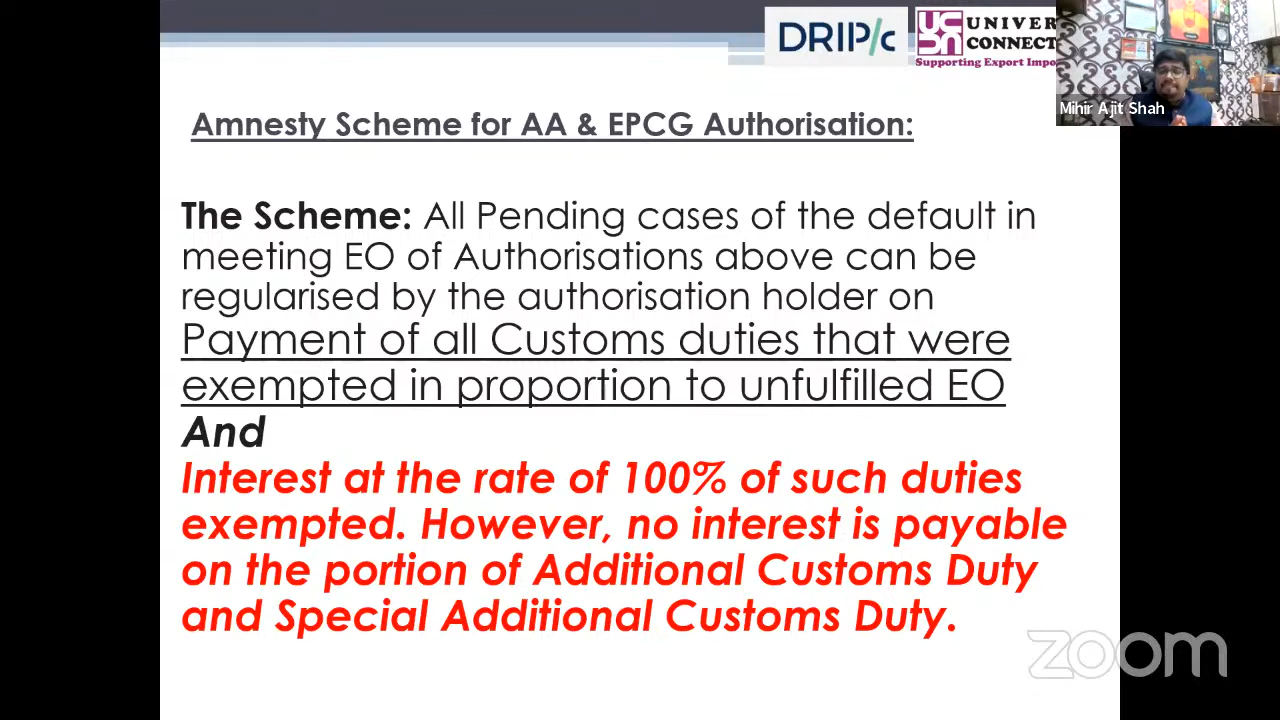 DRIP/c
UNIVER
CONNECT
Supporting Export Impo
Mihir Ajit Shah
Amnesty Scheme for AA & EPCG Authorisation:
The Scheme: All Pending cases of the default in
meeting EO of Authorisations above can be
regularised by the authorisation holder on
Payment of all Customs duties that were
exempted in proportion to unfulfilled EO
And
Interest at the rate of 100% of such duties
exempted. However, no interest is payable
on the portion of Additional Customs Duty
and Special Additional Customs Duty.
zoom